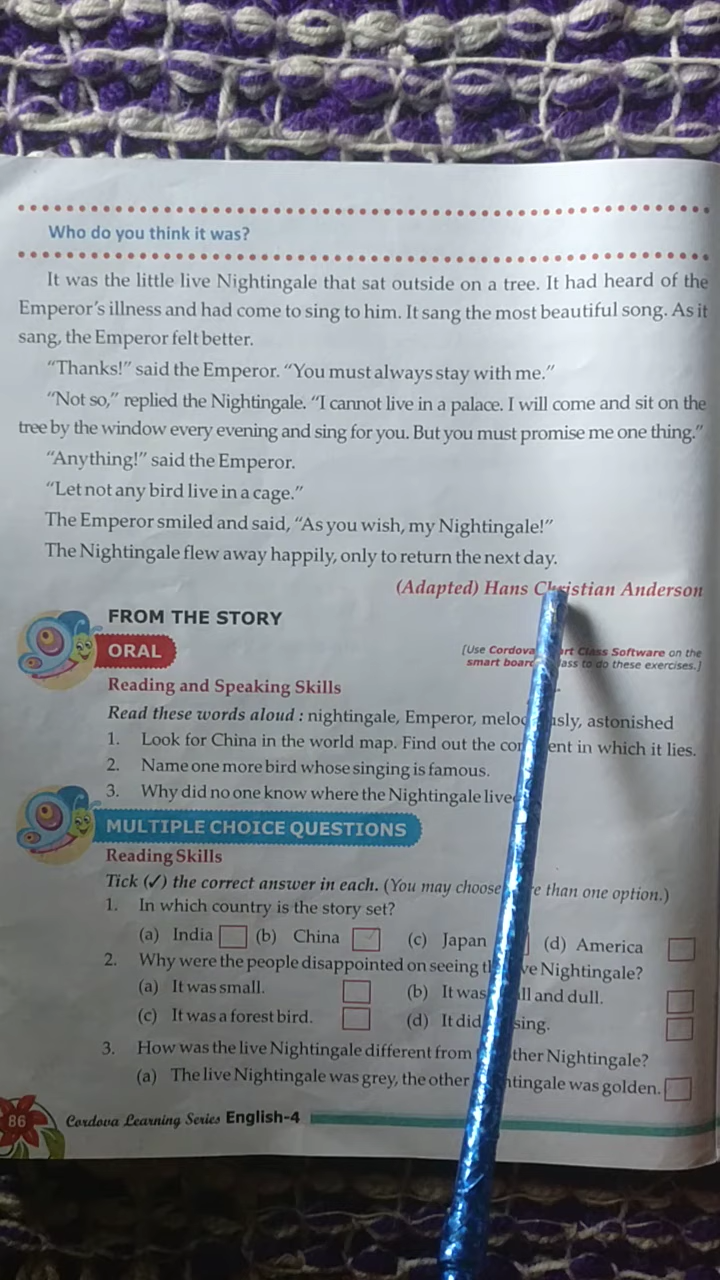 Who do you think it was?
It was the little live Nightingale that sat outside on a tree. It had heard of the
Emperor's illness and had come to sing to him. It sang the most beautiful song. As it
sang, the Emperor felt better.
"Thanks!" said the Emperor. "You must always stay with me."
"Not so," replied the Nightingale. "I cannot live in a palace. I will come and sit on the
tree by the window every evening and sing for you. But you must promise me one thing."
"Anything!" said the Emperor.
"Let not any bird live in a cage."
The Emperor smiled and said, "As you wish, my Nightingale!"
The Nightingale flew away happily, only to return the next day.
(Adapted) Hans Christian Anderson
FROM THE STORY
ORAL
[Use Cordova Class Software on the
smart board to do these exercises.]
Reading and Speaking Skills
Read these words aloud : nightingale, Emperor, astonished
1. Look for China in the world map. Find out the in which it lies.
2. Name one more bird whose singing is famous.
3. Why did no one know where the Nightingale
MULTIPLE CHOICE QUESTIONS
Reading Skills
Tick (✓) the correct answer in each. (You may choose than one option.)
1. In which country is the story set?
(a) India (b) China (c) Japan (d) America
2. Why were the people disappointed on seeing Nightingale?
(a) It was small. (b) It was and dull.
(c) It was a forest bird. (d) It did sing.
3. How was the live Nightingale different from Nightingale?
(a) The live Nightingale was grey, the other was golden.
86 Cordova Learning Series English-4